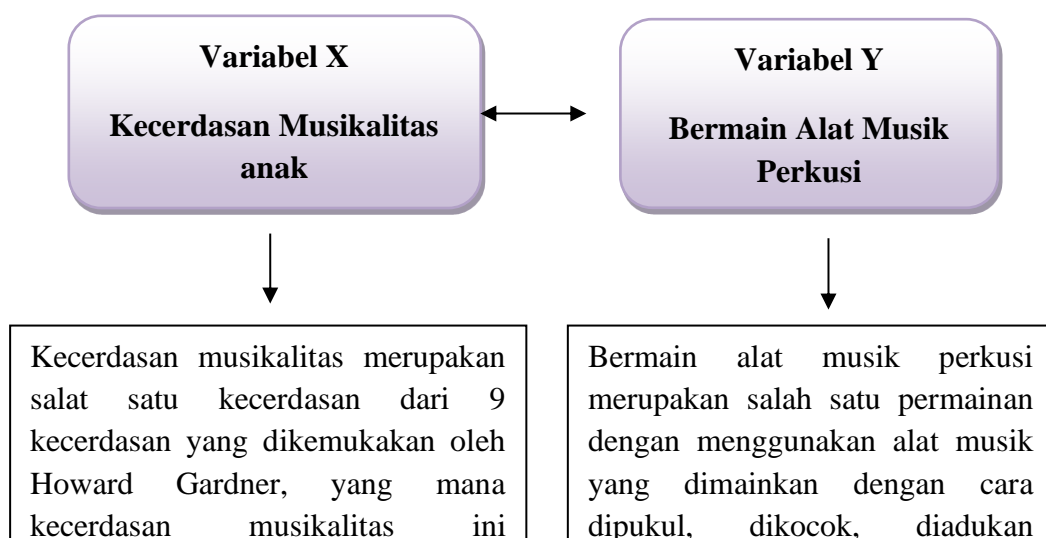 Variabel X
Kecerdasan Musikalitas
anak
Variabel Y
Bermain Alat Musik
Perkusi
Kecerdasan musikalitas merupakan
salat satu kecerdasan dari 9
kecerdasan yang dikemukakan oleh
Howard Gardner, yang mana
kecerdasan musikalitas ini
Bermain alat musik perkusi
merupakan salah satu permainan
dengan menggunakan alat musik
yang dimainkan dengan cara
dipukul, dikocok, diadukan